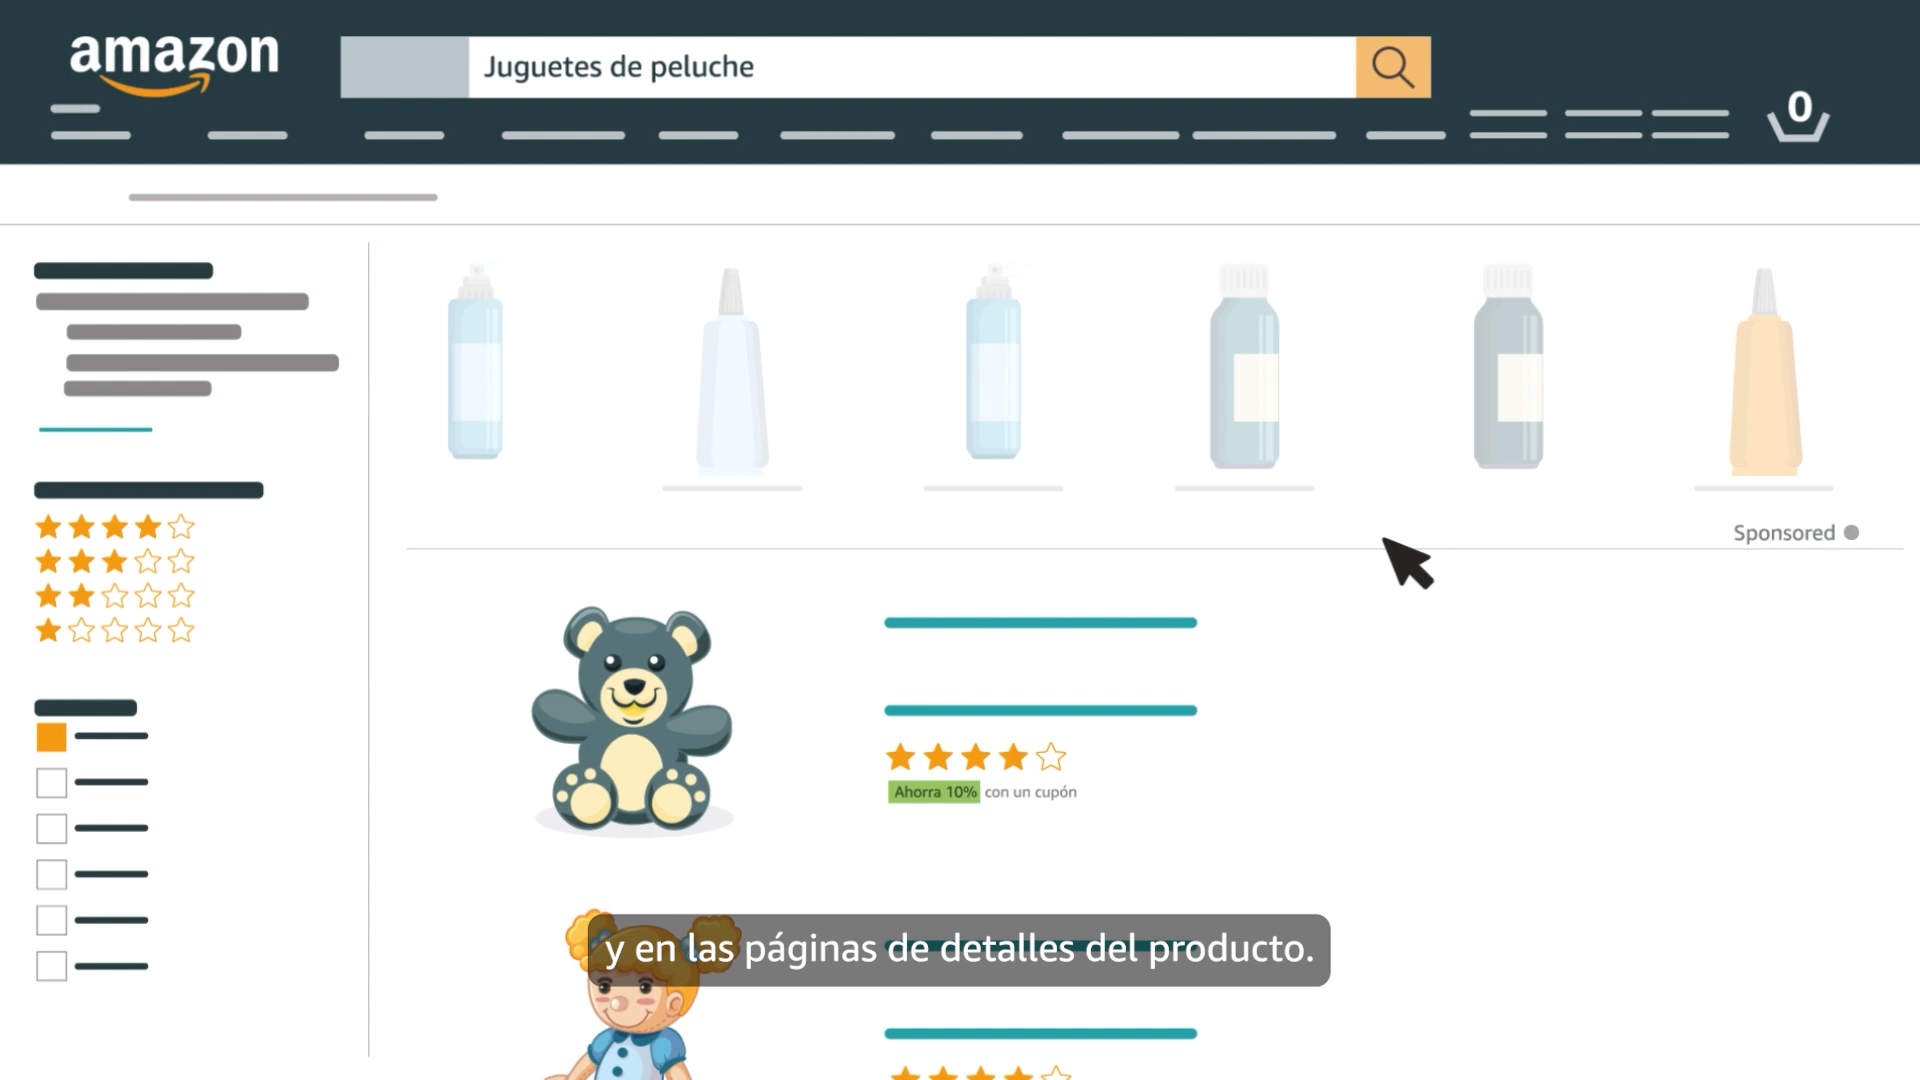 amazon
Juguetes de peluche
0
Sponsored
Ahorra 10% con un cupón
y en las páginas de detalles del producto.